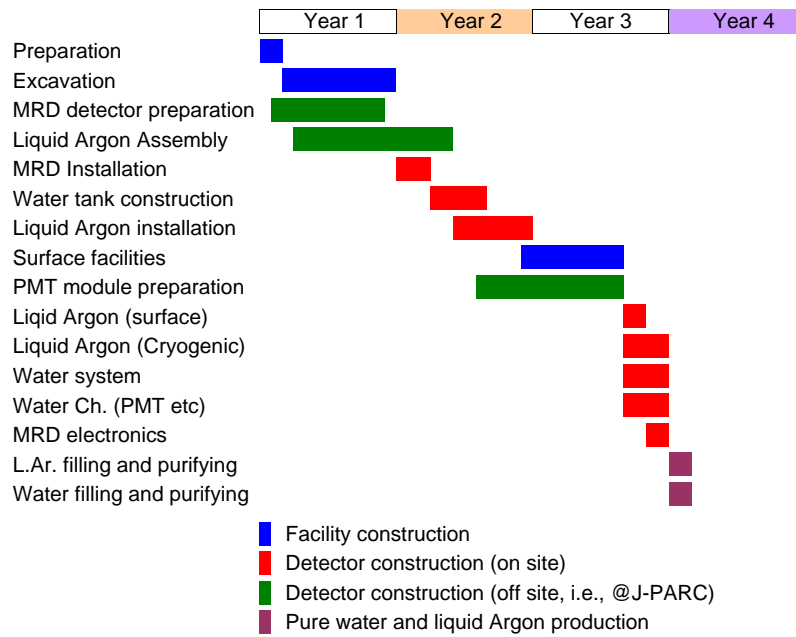 Year 1 Year 2 Year 3 Year 4
Preparation
Excavation
MRD detector preparation
Liquid Argon Assembly
MRD Installation
Water tank construction
Liquid Argon installation
Surface facilities
PMT module preparation
Liqid Argon (surface)
Liquid Argon (Cryogenic)
Water system
Water Ch. (PMT etc)
MRD electronics
L.Ar. filling and purifying
Water filling and purifying
Facility construction
Detector construction (on site)
Detector construction (off site, i.e., @J-PARC)
Pure water and liquid Argon production